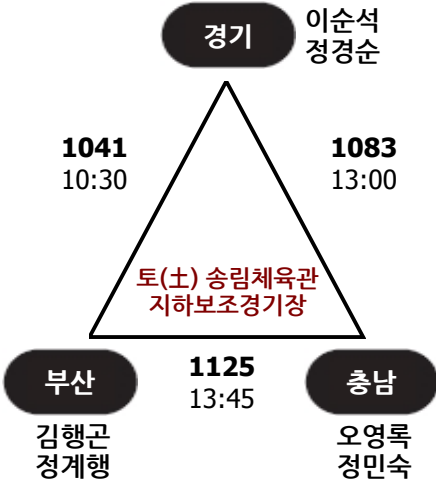 경기
이순석
정경순
1041
10:30
1083
13:00
토(土) 송림체육관
지하보조경기장
부산
1125
13:45
충남
김행곤
정계행
오영록
정민숙